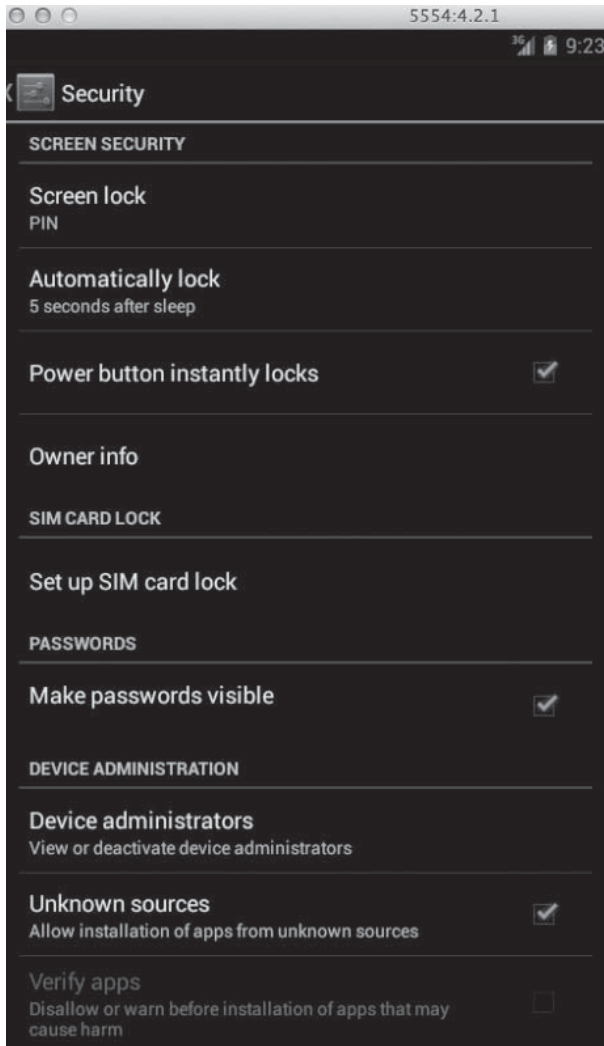 5554:4.2.1
3G 9:23
Security
SCREEN SECURITY
Screen lock
PIN
Automatically lock
5 seconds after sleep
Power button instantly locks
Owner info
SIM CARD LOCK
Set up SIM card lock
PASSWORDS
Make passwords visible
DEVICE ADMINISTRATION
Device administrators
View or deactivate device administrators
Unknown sources
Allow installation of apps from unknown sources
Verify apps
Disallow or warn before installation of apps that may
cause harm